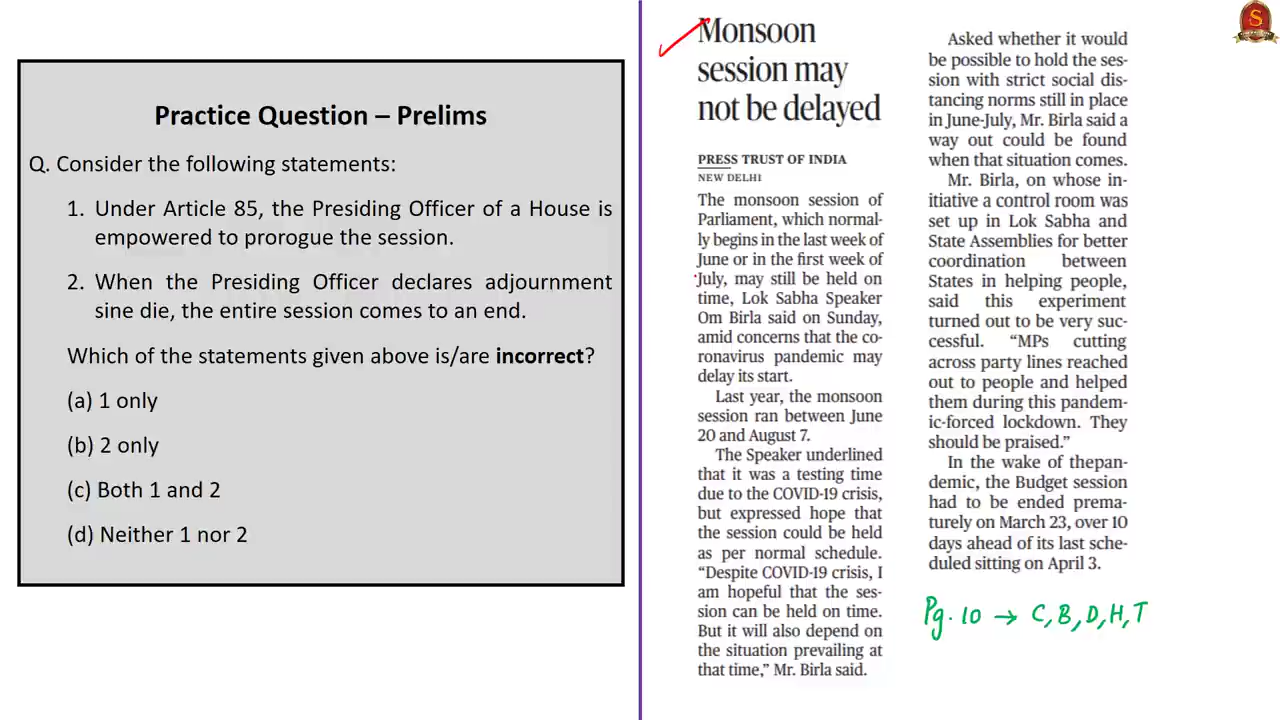 Practice Question – Prelims
Q. Consider the following statements:
1. Under Article 85, the Presiding Officer of a House is
empowered to prorogue the session.
2. When the Presiding Officer declares adjournment
sine die, the entire session comes to an end.
Which of the statements given above is/are incorrect?
(a) 1 only
(b) 2 only
(c) Both 1 and 2
(d) Neither 1 nor 2
Monsoon
session may
not be delayed
PRESS TRUST OF INDIA
NEW DELHI
The monsoon session of
Parliament, which normal-
ly begins in the last week of
June or in the first week of
July, may still be held on
time, Lok Sabha Speaker
Om Birla said on Sunday,
amid concerns that the co-
ronavirus pandemic may
delay its start.
Last year, the monsoon
session ran between June
20 and August 7.
The Speaker underlined
that it was a testing time
due to the COVID-19 crisis,
but expressed hope that
the session could be held
as per normal schedule.
“Despite COVID-19 crisis, I
am hopeful that the ses-
sion can be held on time.
But it will also depend on
the situation prevailing at
that time,” Mr. Birla said.
Asked whether it would
be possible to hold the ses-
sion with strict social dis-
tancing norms still in place
in June-July, Mr. Birla said a
way out could be found
when that situation comes.
Mr. Birla, on whose in-
itiative a control room was
set up in Lok Sabha and
State Assemblies for better
coordination between
States in helping people,
said this experiment
turned out to be very suc-
cessful. “MPs cutting
across party lines reached
out to people and helped
them during this pandem-
ic-forced lockdown. They
should be praised.”
In the wake of thepan-
demic, the Budget session
had to be ended prema-
turely on March 23, over 10
days ahead of its last sche-
duled sitting on April 3.
Pg. 10 → C, B, D, H, T
S